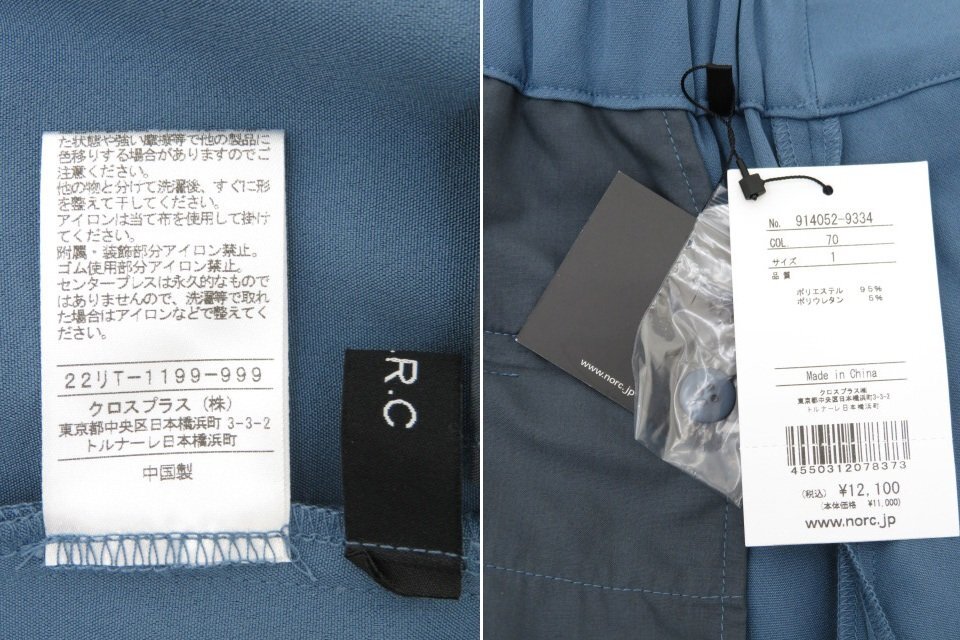 た状態や強い摩擦等で他の製品に
色移りする場合がありますのでご
注意ください。
他の物と分けて洗濯後、すぐに形
を整えて干してください。
アイロンは当て布を使用して掛け
てください。
附属・装飾部分アイロン禁止。
ゴム使用部分アイロン禁止。
センタープレスは永久的なもので
はありませんので、洗濯等で取れ
た場合はアイロンなどで整えてく
ださい。
22リT-1199-999
クロスプラス（株）
東京都中央区日本橋浜町 3-3-2
トルナーレ日本橋浜町
中国製
.R.C
www.norc.jp
No. 914052-9334
COL 70
サイズ 1
品質
ポリエステル 95%
ポリウレタン 5%
Made in China
クロスプラス㈱
東京都中央区日本橋浜町3-3-2
トルナーレ日本橋浜町
4550312078373
(税込) ¥12,100
(本体価格 ¥11,000)
www.norc.jp